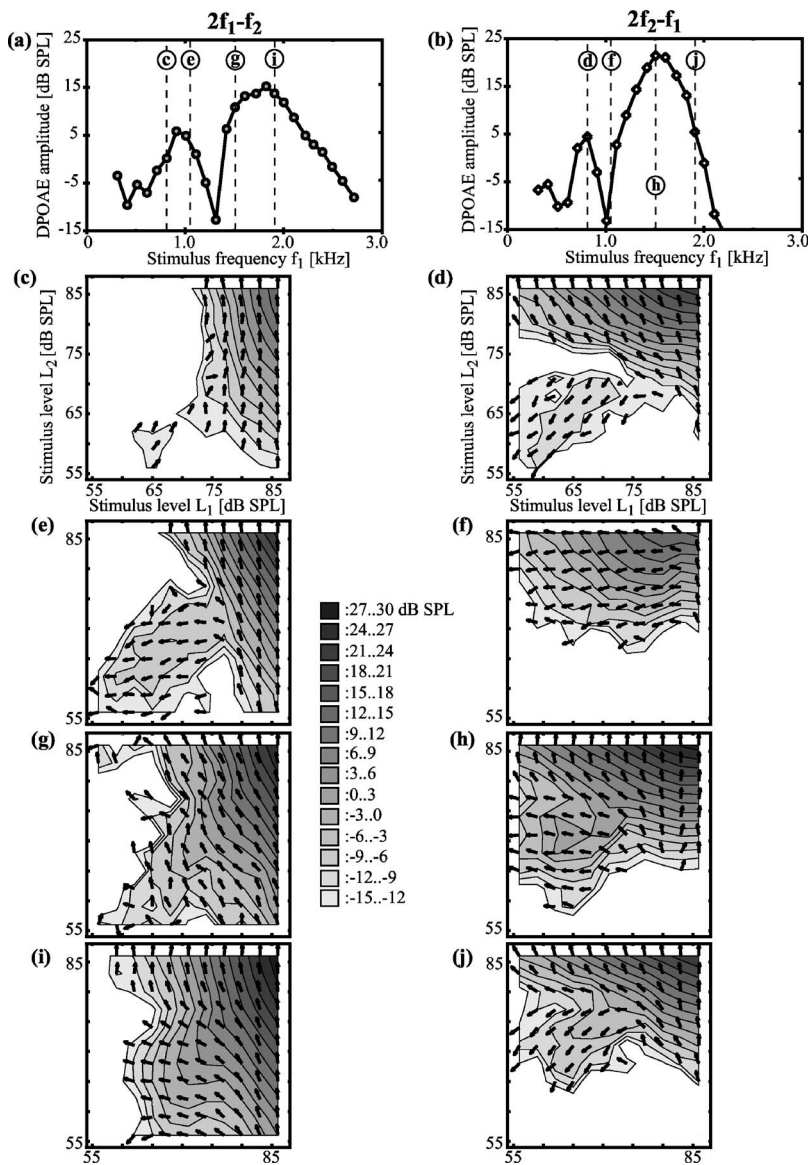 2f₁-f₂
2f₂-f₁
(a)
(b)
DPOAE amplitude [dB SPL]
25
15
5
-5
-15
c
e
g
i
0
1.0
2.0
3.0
Stimulus frequency f₁ [kHz]
DPOAE amplitude [dB SPL]
25
15
5
-5
-15
d
f
j
h
0
1.0
2.0
3.0
Stimulus frequency f₁ [kHz]
(c)
Stimulus level L₂ [dB SPL]
85
75
65
55
55
65
75
85
Stimulus level L₁ [dB SPL]
(d)
Stimulus level L₂ [dB SPL]
85
75
65
55
55
65
75
85
Stimulus level L₁ [dB SPL]
(e)
85
55
(f)
85
55
:27..30 dB SPL
:24..27
:21..24
:18..21
:15..18
:12..15
:9..12
:6..9
:3..6
:0..3
:-3..0
:-6..-3
:-9..-6
:-12..-9
:-15..-12
(g)
85
55
(h)
85
55
(i)
85
55
55
85
(j)
85
55
55
85